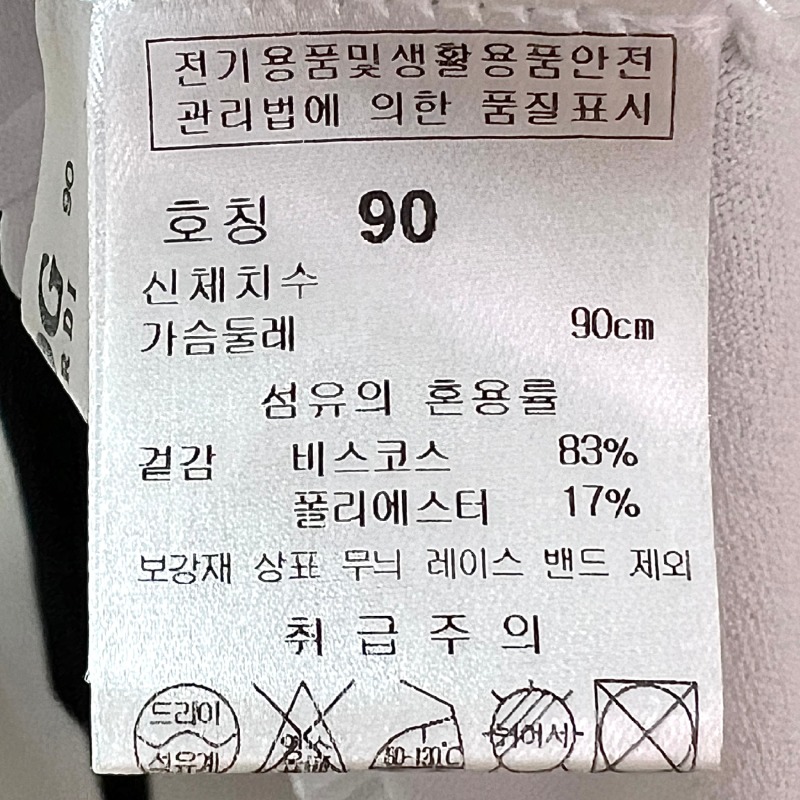 전기용품및생활용품안전
관리법에 의한 품질표시
호칭 90
신체치수
가슴둘레 90cm
섬유의 혼용률
겉감 비스코스 83%
폴리에스터 17%
보강재 상표 무늬 레이스 밴드 제외
취급주의
드라이
석유계
뉘어서
90